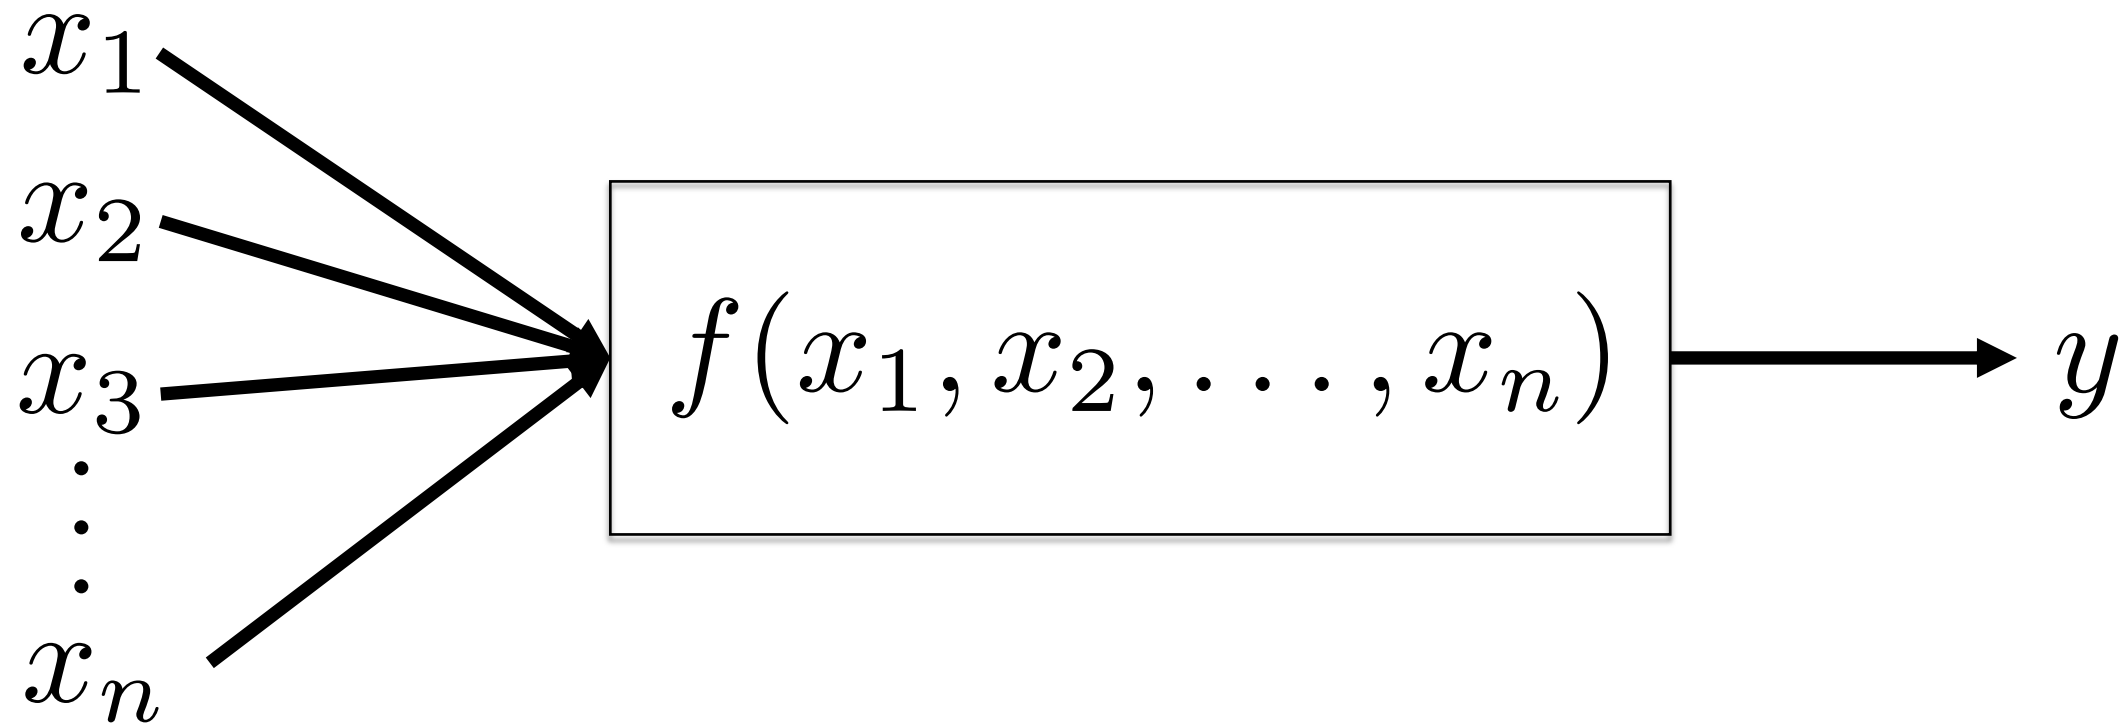 x₁
x₂
x₃
.
.
.
xₙ
f(x₁, x₂, . . . , xₙ)
y